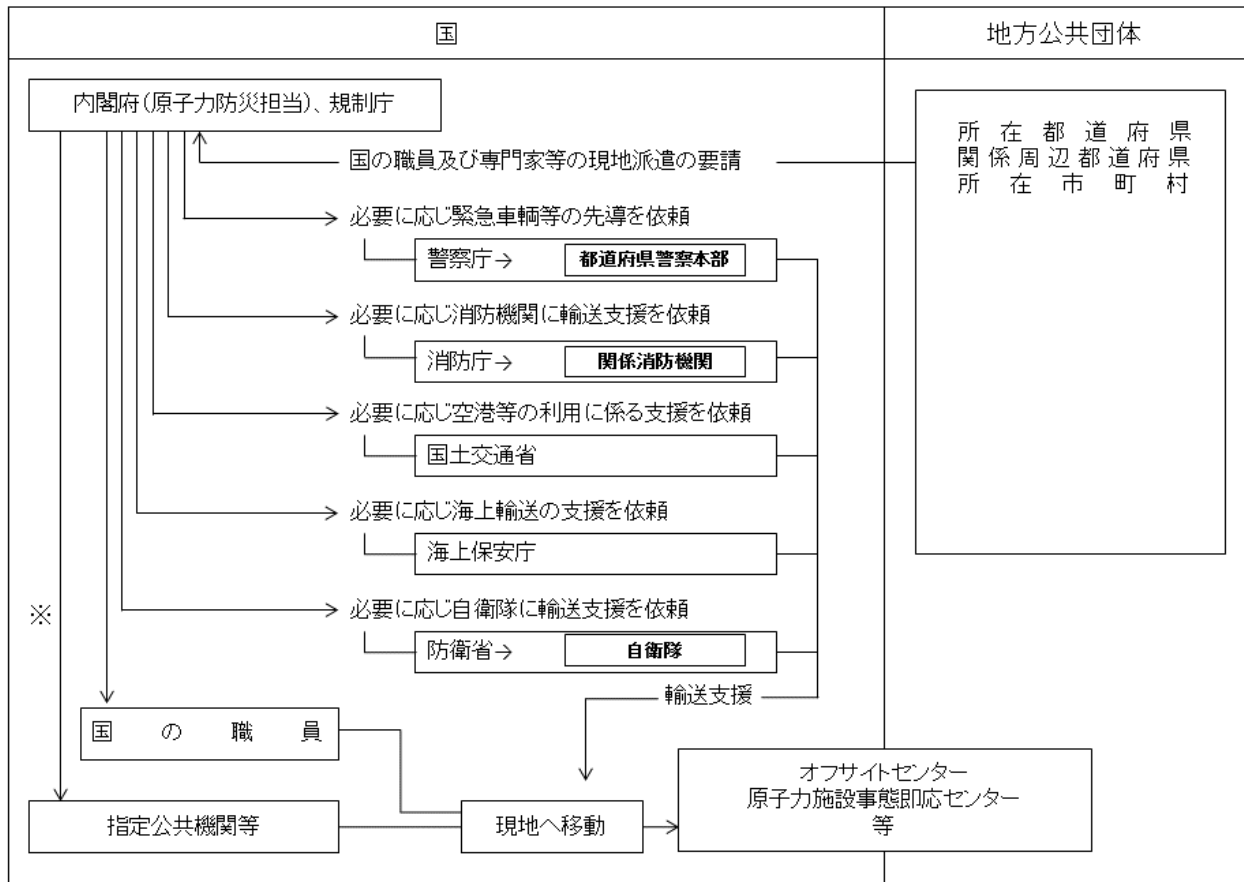 国
地方公共団体
内閣府(原子力防災担当)、規制庁
所在都道府県
関係周辺都道府県
所在市町村
国の職員及び専門家等の現地派遣の要請
必要に応じ緊急車輌等の先導を依頼
警察庁→ 都道府県警察本部
必要に応じ消防機関に輸送支援を依頼
消防庁→ 関係消防機関
必要に応じ空港等の利用に係る支援を依頼
国土交通省
必要に応じ海上輸送の支援を依頼
海上保安庁
※
必要に応じ自衛隊に輸送支援を依頼
防衛省→ 自衛隊
輸送支援
国の職員
オフサイトセンター
原子力施設事態即応センター
等
指定公共機関等
現地へ移動